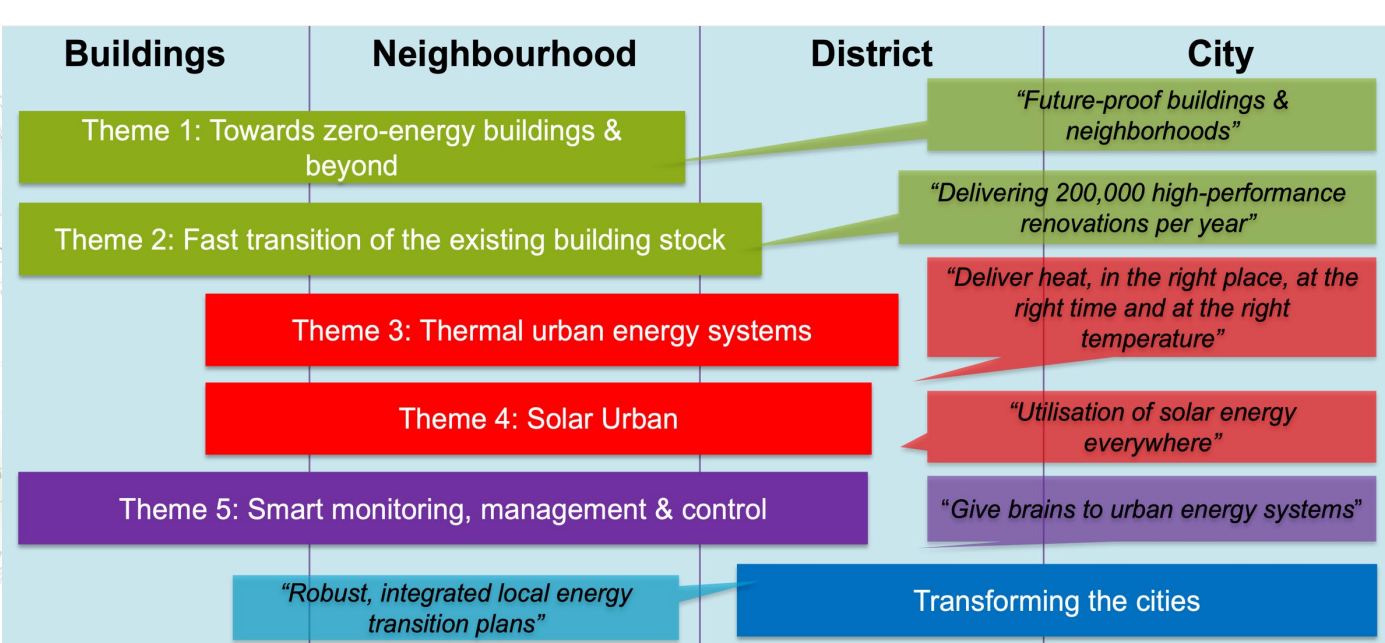 Buildings
Neighbourhood
District
City
Theme 1: Towards zero-energy buildings &
beyond
“Future-proof buildings &
neighborhoods”
Theme 2: Fast transition of the existing building stock
“Delivering 200,000 high-performance
renovations per year”
Theme 3: Thermal urban energy systems
“Deliver heat, in the right place, at the
right time and at the right
temperature”
Theme 4: Solar Urban
“Utilisation of solar energy
everywhere”
Theme 5: Smart monitoring, management & control
“Give brains to urban energy systems”
“Robust, integrated local energy
transition plans”
Transforming the cities